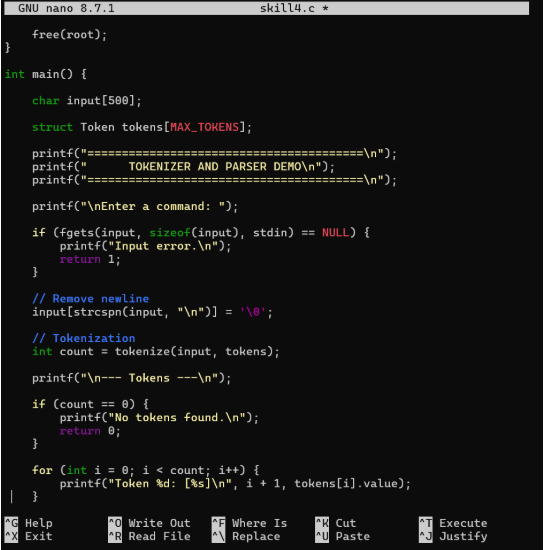 GNU nano 8.7.1 skill4.c *
    free(root);
}
int main() {
    char input[500];
    struct Token tokens[MAX_TOKENS];
    printf("========================================\n");
    printf("      TOKENIZER AND PARSER DEMO\n");
    printf("========================================\n");
    printf("\nEnter a command: ");
    if (fgets(input, sizeof(input), stdin) == NULL) {
        printf("Input error.\n");
        return 1;
    }
    // Remove newline
    input[strcspn(input, "\n")] = '\0';
    // Tokenization
    int count = tokenize(input, tokens);
    printf("\n--- Tokens ---\n");
    if (count == 0) {
        printf("No tokens found.\n");
        return 0;
    }
    for (int i = 0; i < count; i++) {
        printf("Token %d: [%s]\n", i + 1, tokens[i].value);
    }
^G Help ^O Write Out ^F Where Is ^K Cut ^T Execute
^X Exit ^R Read File ^\ Replace ^U Paste ^J Justify